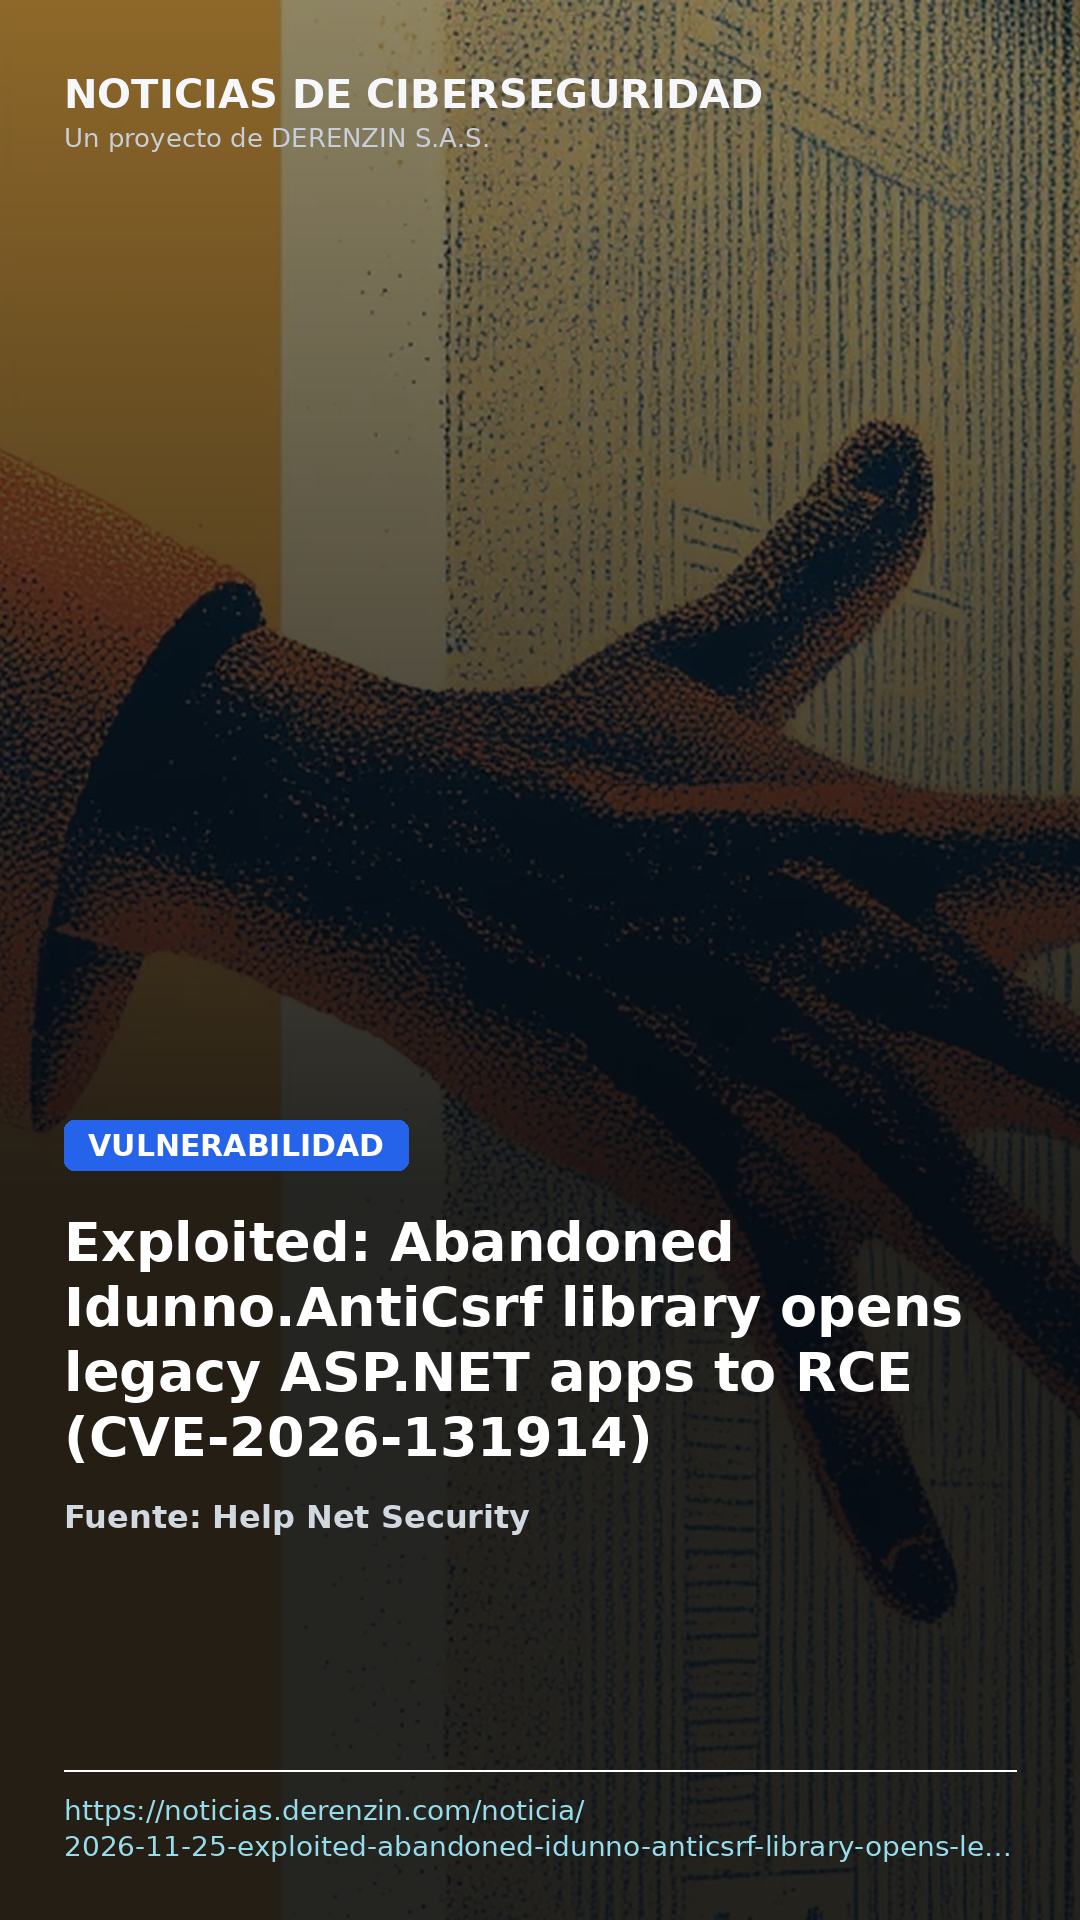 NOTICIAS DE CIBERSEGURIDAD
Un proyecto de DERENZIN S.A.S.
VULNERABILIDAD
Exploited: Abandoned
Idunno.AntiCsrf library opens
legacy ASP.NET apps to RCE
(CVE-2026-131914)
Fuente: Help Net Security
https://noticias.derenzin.com/noticia/
2026-11-25-exploited-abandoned-idunno-anticsrf-library-opens-le...